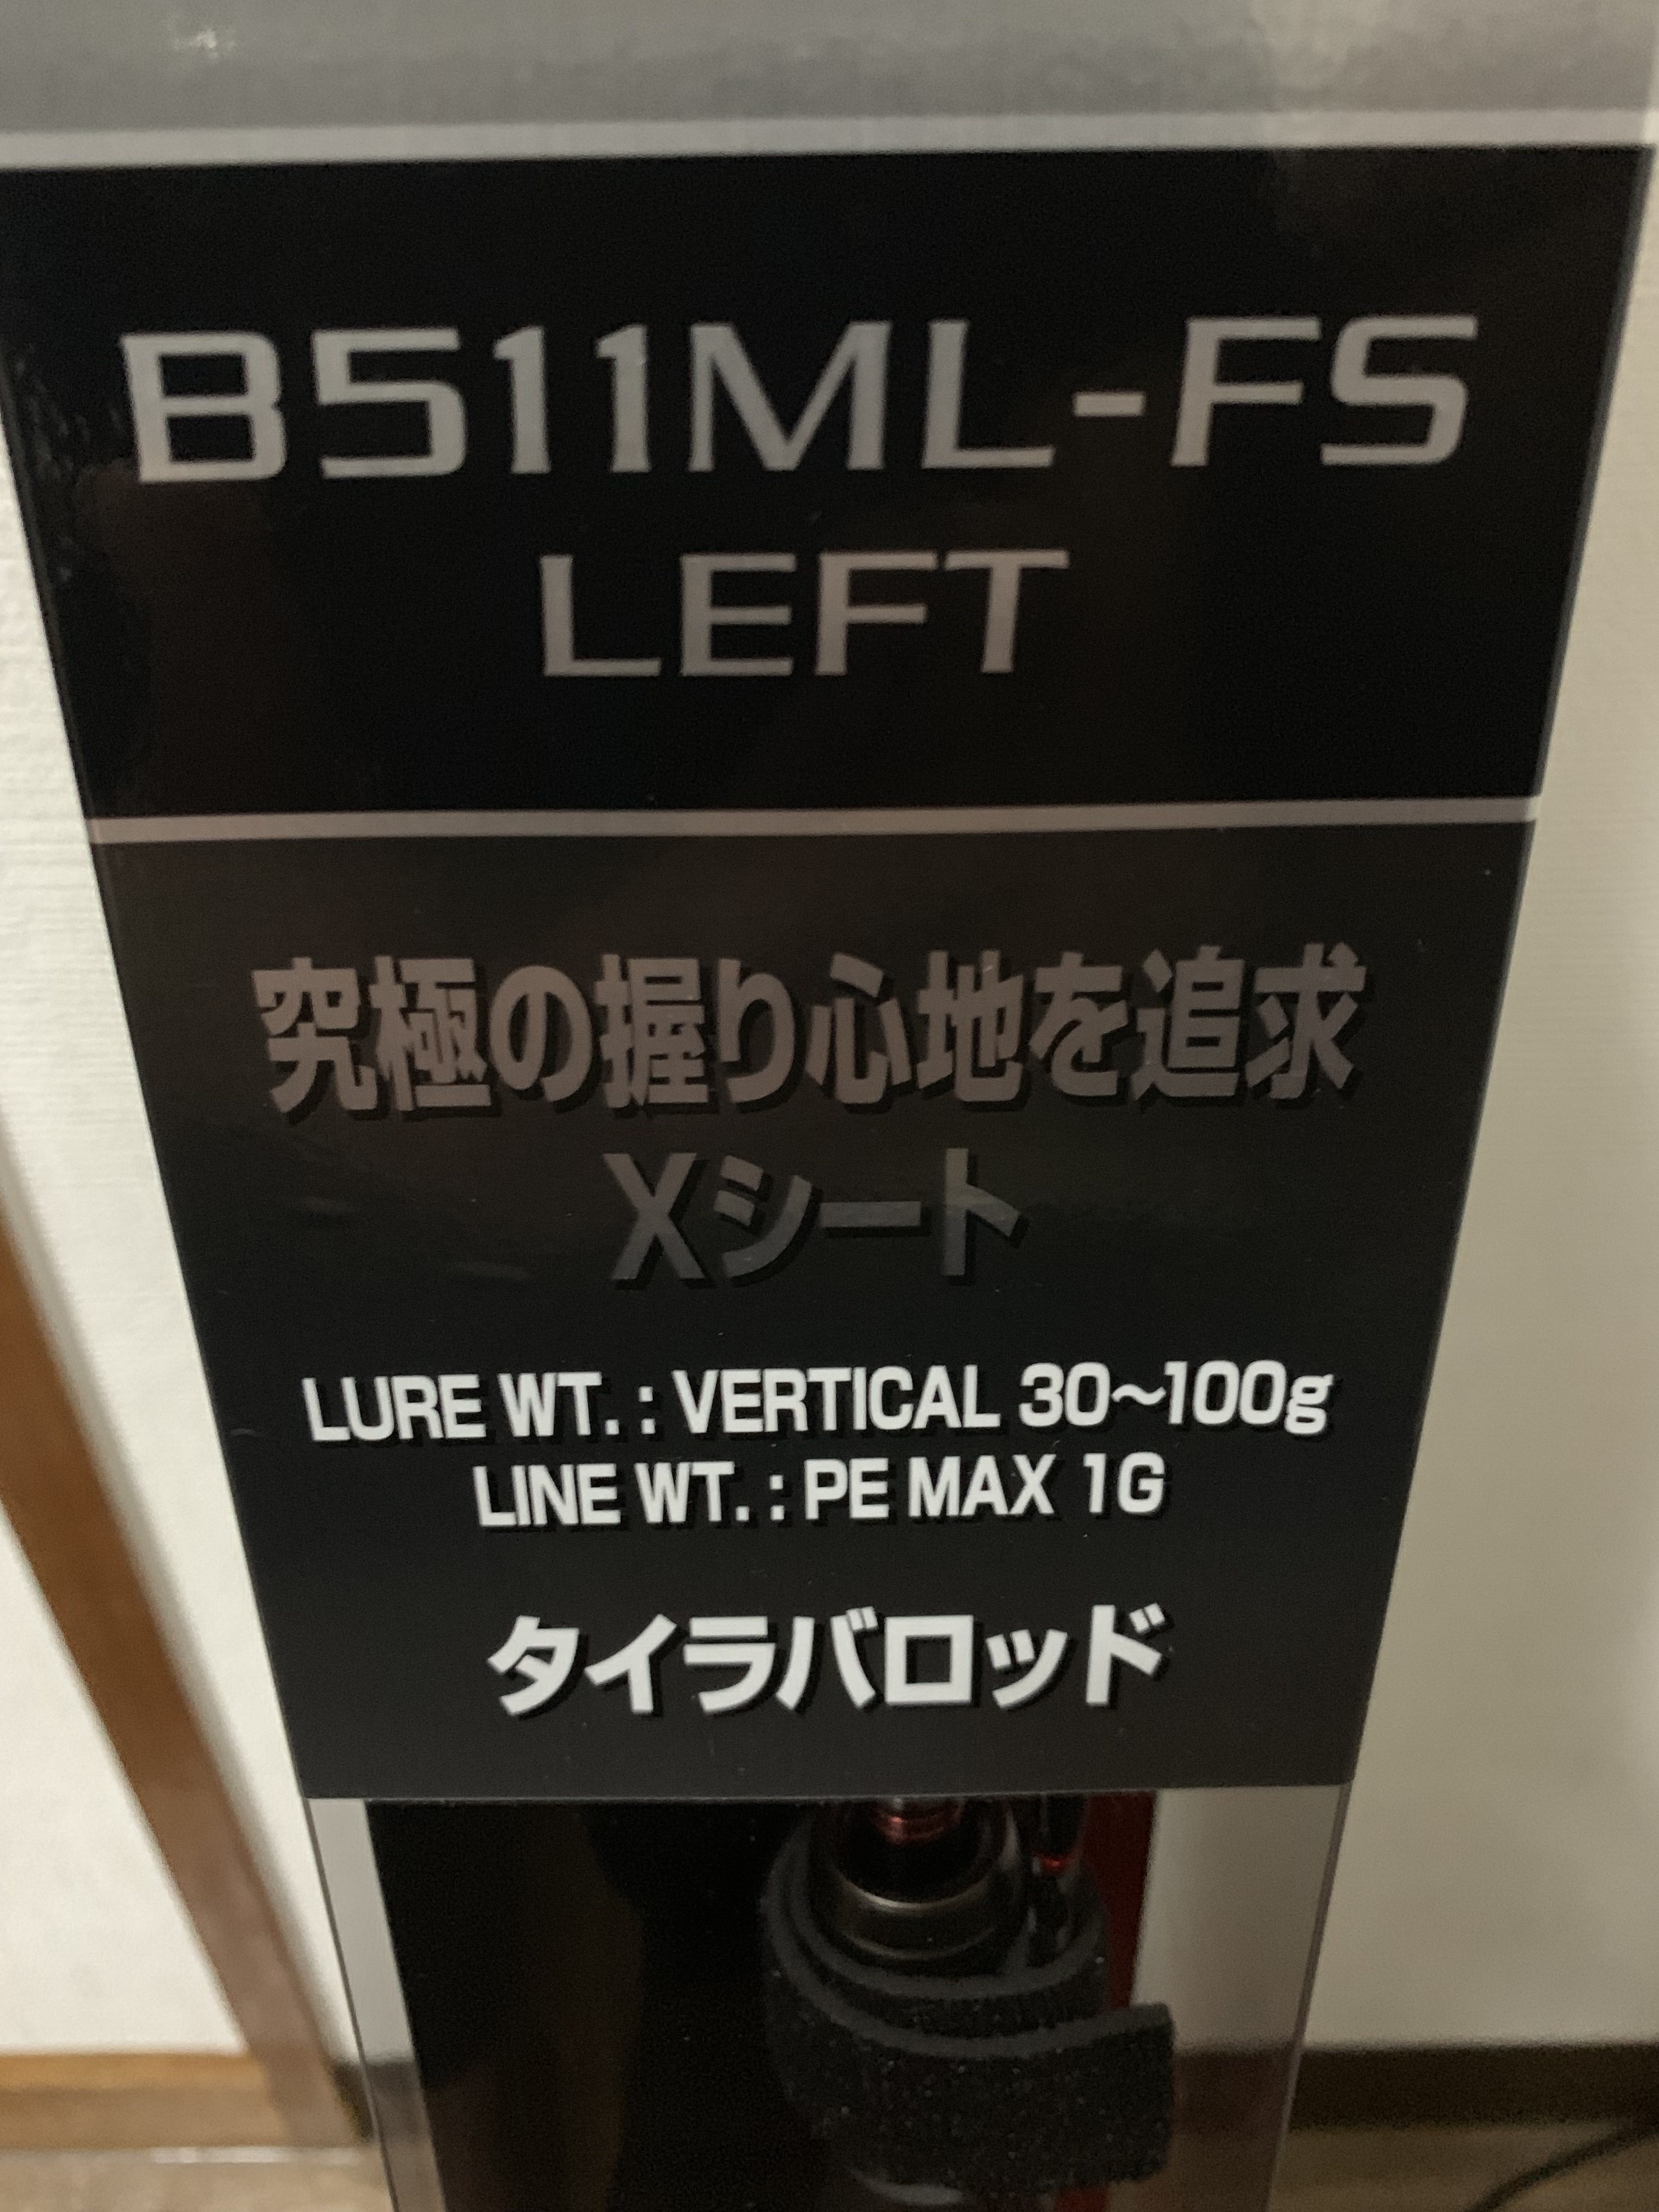 B511ML-FS
LEFT
究極の握り心地を追求
Xシート
LURE WT. : VERTICAL 30~100g
LINE WT. : PE MAX 1G
タイラバロッド